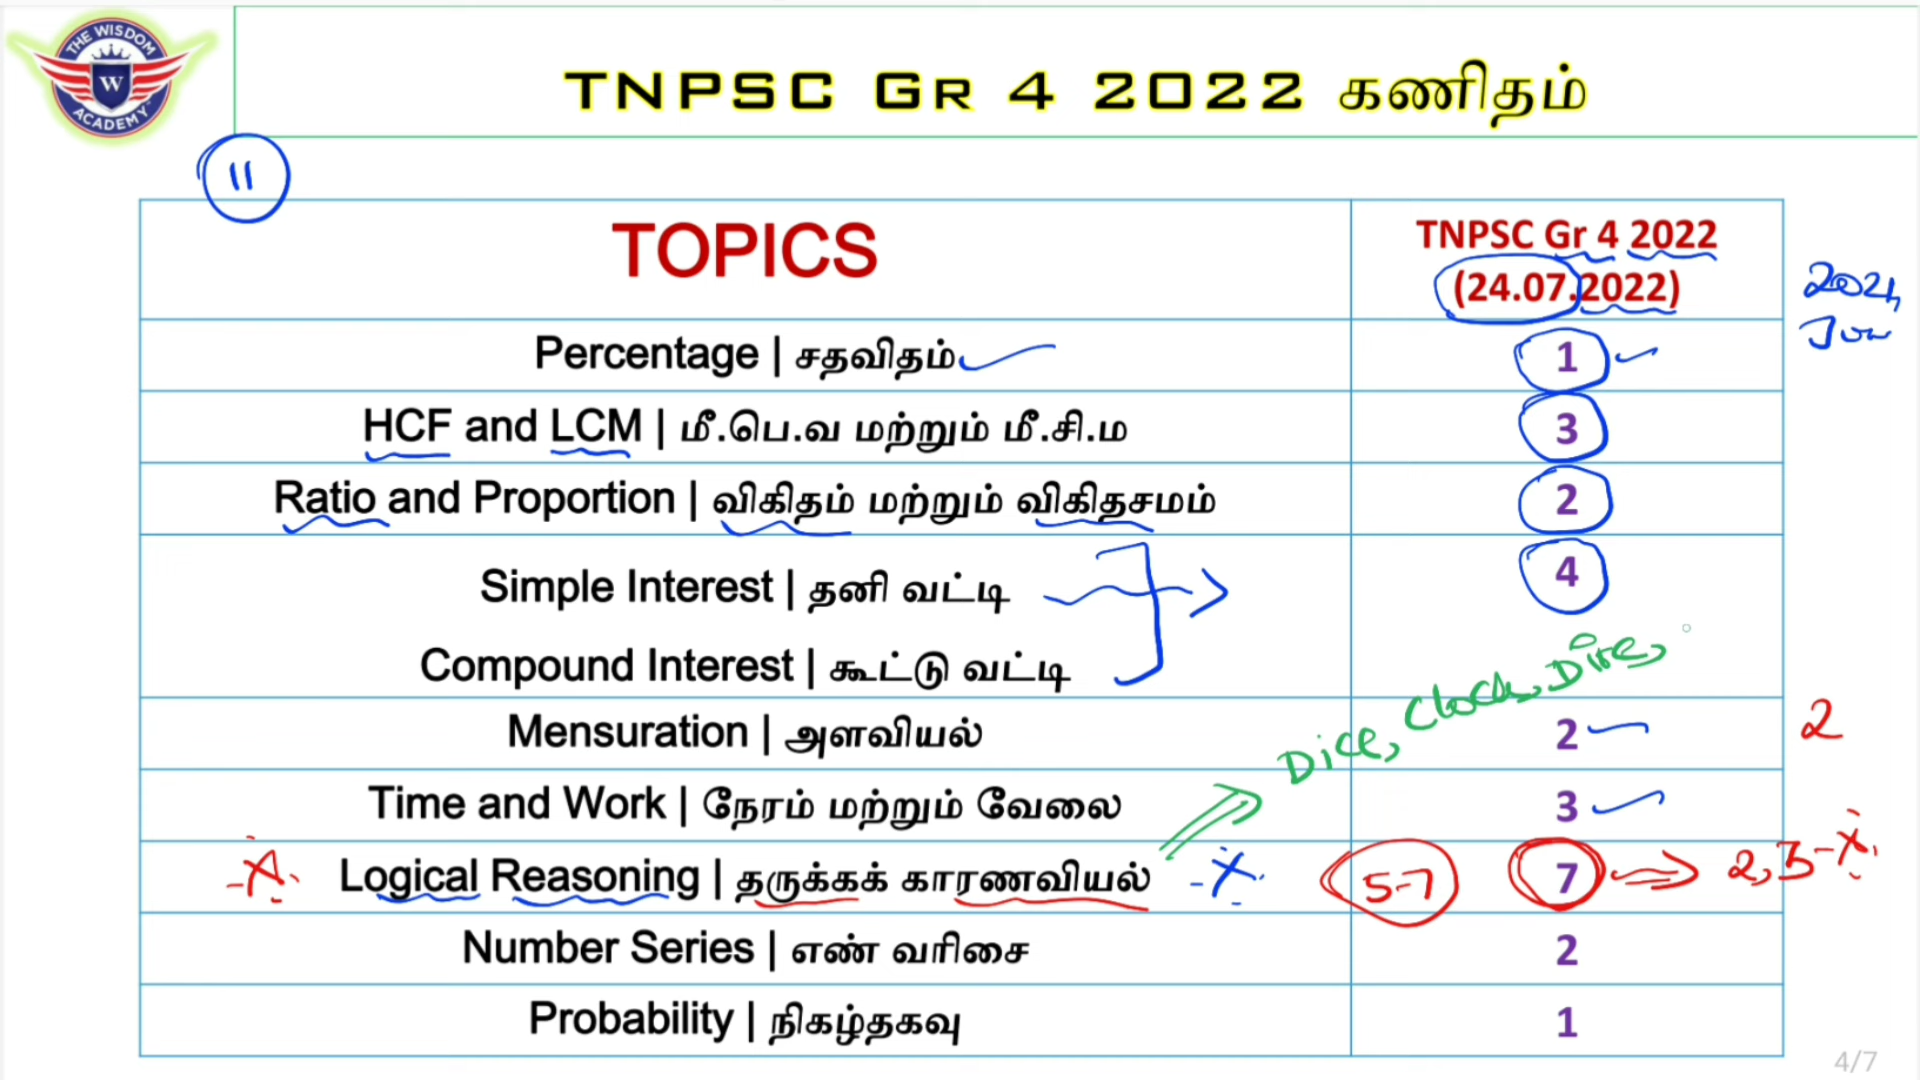 THE WISDOM
W
ACADEMY
TNPSC Gr 4 2022 கணிதம்
11
TOPICS
TNPSC Gr 4 2022
(24.07.2022)
2024,
Percentage | சதவிதம்
1
HCF and LCM | மீ.பெ.வ மற்றும் மீ.சி.ம
3
Ratio and Proportion | விகிதம் மற்றும் விகிதசமம்
2
Simple Interest | தனி வட்டி
4
Compound Interest | கூட்டு வட்டி
Dice, Clock, Dire,
Mensuration | அளவியல்
2
2
Time and Work | நேரம் மற்றும் வேலை
3
Logical Reasoning | தருக்கக் காரணவியல்
5-7
7
2, 3
Number Series | எண் வரிசை
2
Probability | நிகழ்தகவு
1
4/7